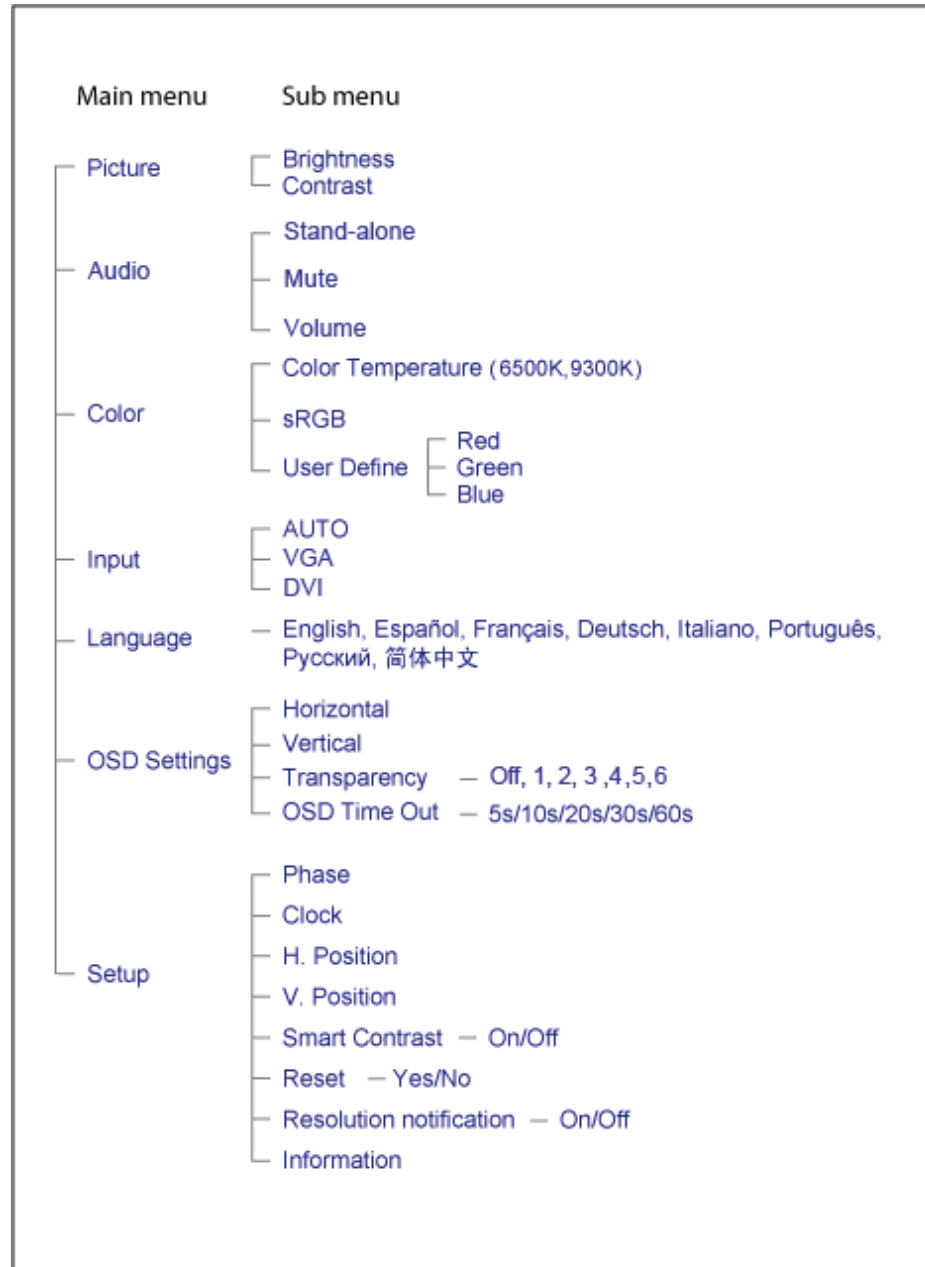 Main menu Sub menu
Picture Brightness
Contrast
Stand-alone
Audio Mute
Volume
Color Temperature (6500K,9300K)
Color sRGB
Red
User Define Green
Blue
AUTO
Input VGA
DVI
Language English, Español, Français, Deutsch, Italiano, Português,
Русский, 简体中文
Horizontal
Vertical
OSD Settings
Transparency — Off, 1, 2, 3 ,4,5,6
OSD Time Out — 5s/10s/20s/30s/60s
Phase
Clock
H. Position
Setup
V. Position
Smart Contrast — On/Off
Reset — Yes/No
Resolution notification — On/Off
Information